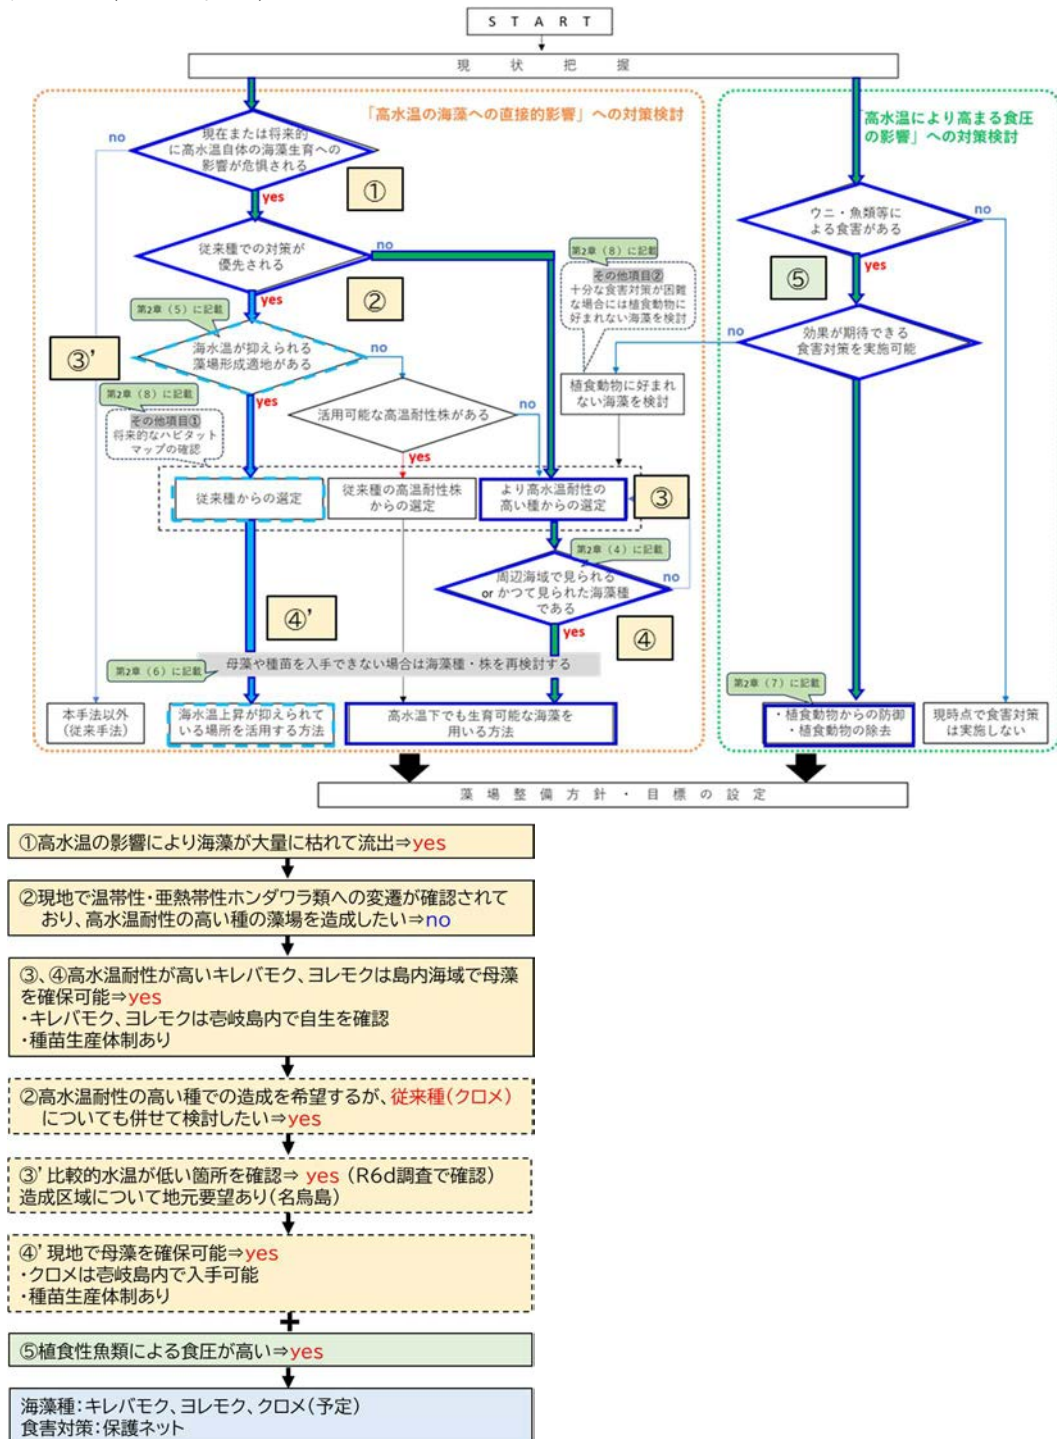 ＳＴＡＲＴ
現状把握
「高水温の海藻への直接的影響」への対策検討
「高水温により高まる食圧
の影響」への対策検討
no
現在または将来的
に高水温自体の海藻生育への
影響が危惧される
①
yes
ウニ・魚類等に
よる食害がある
no
yes
⑤
従来種での対策が
優先される
no
②
yes
第2章（8）に記載
その他項目②
十分な食害対策が困難
な場合には植食動物に
好まれない海藻を検討
第2章（5）に記載
効果が期待できる
食害対策を実施可能
no
③’
海水温が抑えられる
藻場形成適地がある
no
yes
植食動物に好まれ
ない海藻を検討
第2章（8）に記載
その他項目①
将来的なハビタット
マップの確認
活用可能な高温耐性株がある
no
yes
従来種からの選定
従来種の高温耐性株
からの選定
より高水温耐性の
高い種からの選定
③
第2章（4）に記載
周辺海域で見られる
or かつて見られた海藻種
である
no
yes
④’
④
母藻や種苗を入手できない場合は海藻種・株を再検討する
第2章（6）に記載
第2章（7）に記載
本手法以外
（従来手法）
海水温上昇が抑えられて
いる場所を活用する方法
高水温下でも生育可能な海藻を
用いる方法
・植食動物からの防御
・植食動物の除去
現時点で食害対策
は実施しない
藻場整備方針・目標の設定
①高水温の影響により海藻が大量に枯れて流出⇒yes
②現地で温帯性・亜熱帯性ホンダワラ類への変遷が確認されて
おり、高水温耐性の高い種の藻場を造成したい⇒no
③、④高水温耐性が高いキレバモク、ヨレモクは島内海域で母藻
を確保可能⇒yes
・キレバモク、ヨレモクは壱岐島内で自生を確認
・種苗生産体制あり
②高水温耐性の高い種での造成を希望するが、従来種(クロメ)
についても併せて検討したい⇒yes
③’比較的水温が低い箇所を確認⇒ yes (R6d調査で確認)
造成区域について地元要望あり(名烏島)
④’現地で母藻を確保可能⇒yes
・クロメは壱岐島内で入手可能
・種苗生産体制あり
+
⑤植食性魚類による食圧が高い⇒yes
海藻種：キレバモク、ヨレモク、クロメ(予定)
食害対策：保護ネット